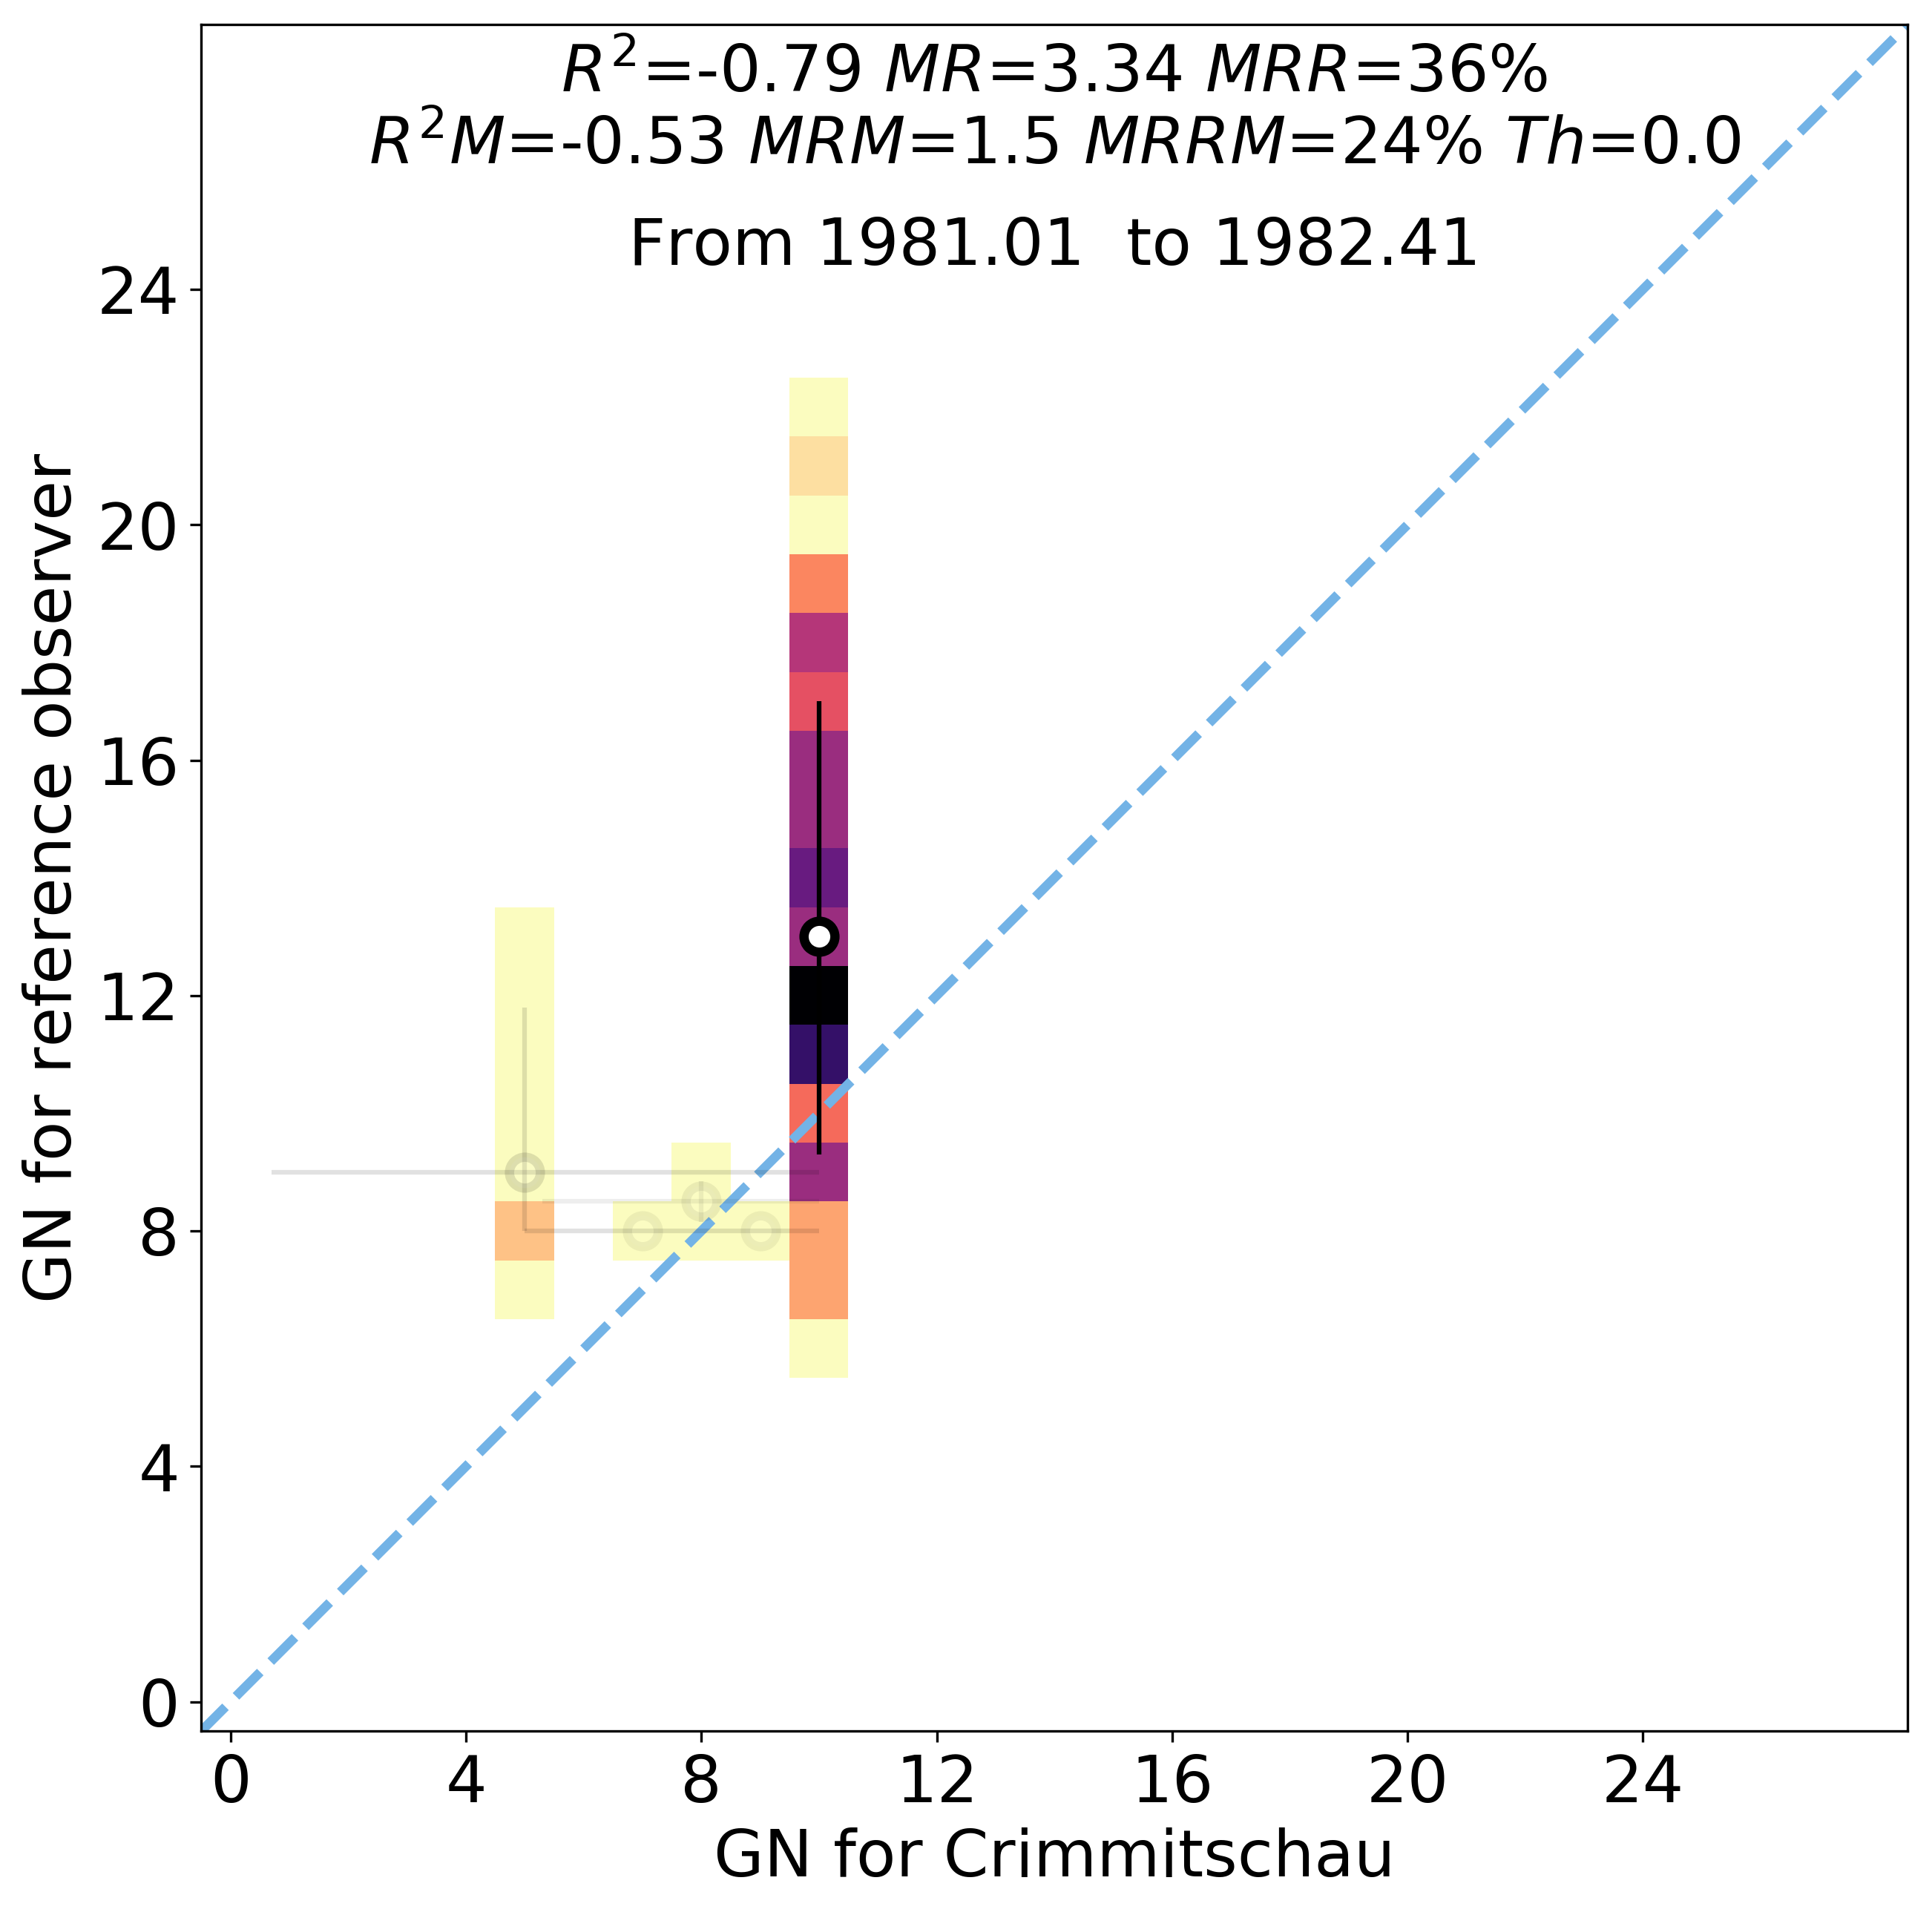 R²=-0.79 MR=3.34 MRR=36%
R²M=-0.53 MRM=1.5 MRRM=24% Th=0.0
From 1981.01 to 1982.41
24
20
16
12
8
4
0
GN for reference observer
0 4 8 12 16 20 24
GN for Crimmitschau